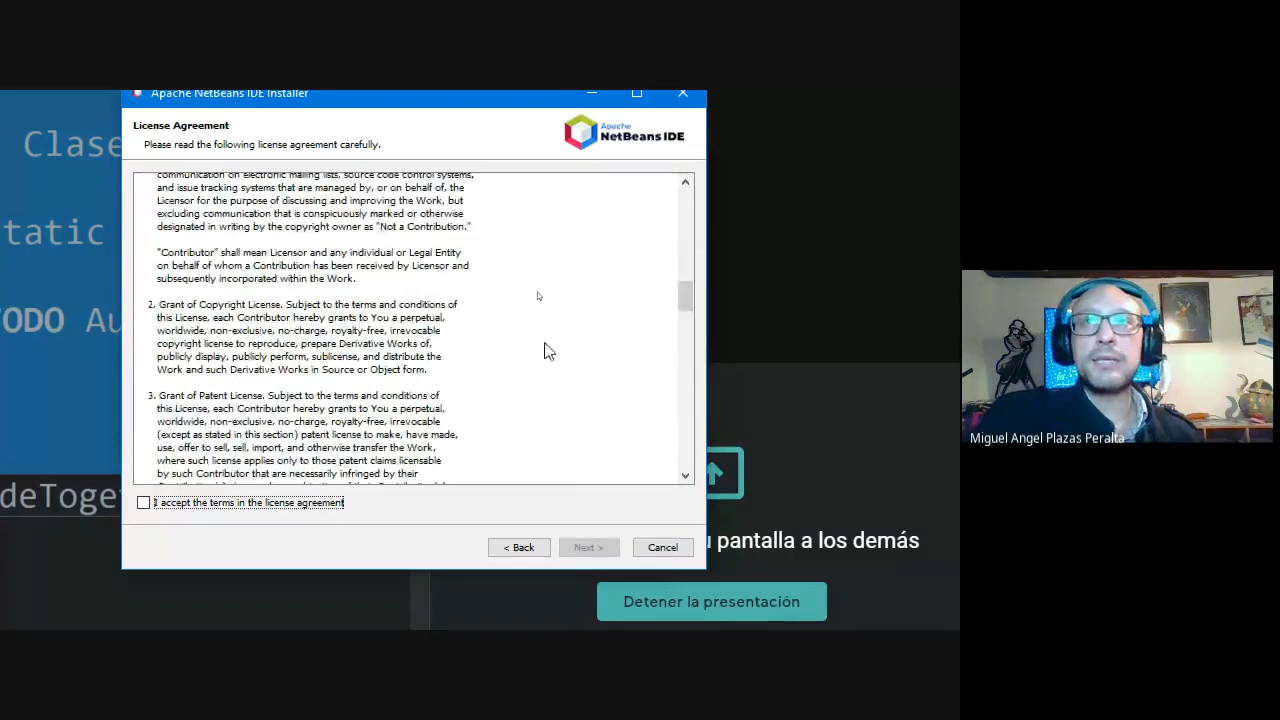 Apache NetBeans IDE Installer
License Agreement
Please read the following license agreement carefully.
Apache
NetBeans IDE
communication on electronic mailing lists, source code control systems,
and issue tracking systems that are managed by, or on behalf of, the
Licensor for the purpose of discussing and improving the Work, but
excluding communication that is conspicuously marked or otherwise
designated in writing by the copyright owner as "Not a Contribution."
"Contributor" shall mean Licensor and any individual or Legal Entity
on behalf of whom a Contribution has been received by Licensor and
subsequently incorporated within the Work.
2. Grant of Copyright License. Subject to the terms and conditions of
this License, each Contributor hereby grants to You a perpetual,
worldwide, non-exclusive, no-charge, royalty-free, irrevocable
copyright license to reproduce, prepare Derivative Works of,
publicly display, publicly perform, sublicense, and distribute the
Work and such Derivative Works in Source or Object form.
3. Grant of Patent License. Subject to the terms and conditions of
this License, each Contributor hereby grants to You a perpetual,
worldwide, non-exclusive, no-charge, royalty-free, irrevocable
(except as stated in this section) patent license to make, have made,
use, offer to sell, sell, import, and otherwise transfer the Work,
where such license applies only to those patent claims licensable
by such Contributor that are necessarily infringed by their
I accept the terms in the license agreement
< Back
Next >
Cancel
Clase
tatic
ODO Au
deToget
u pantalla a los demás
Detener la presentación
Miguel Angel Plazas Peralta